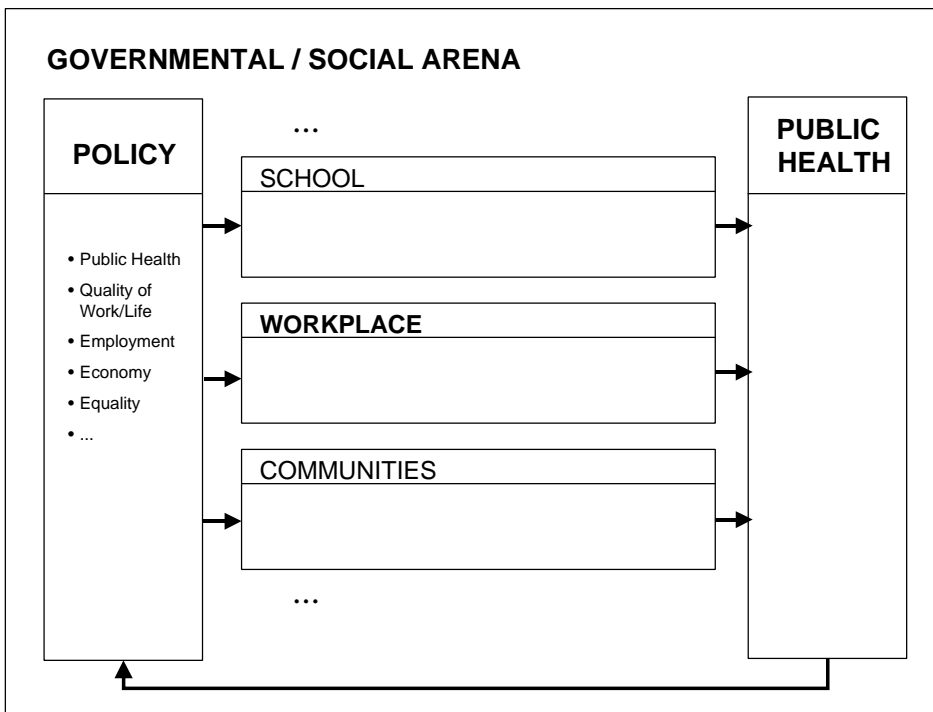 GOVERNMENTAL / SOCIAL ARENA
POLICY
• Public Health
• Quality of
Work/Life
• Employment
• Economy
• Equality
• ...
...
SCHOOL
WORKPLACE
COMMUNITIES
...
PUBLIC
HEALTH